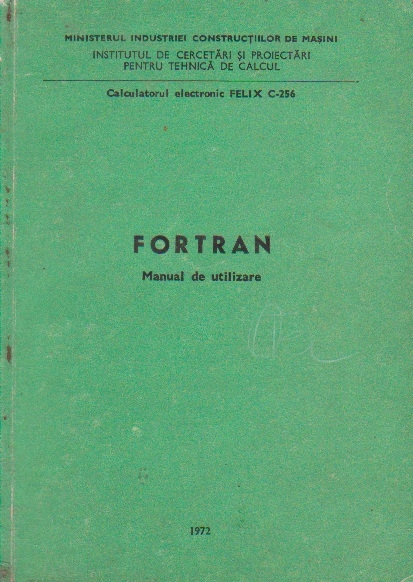 MINISTERUL INDUSTRIEI CONSTRUCȚIILOR DE MAȘINI
INSTITUTUL DE CERCETĂRI ȘI PROIECTĂRI
PENTRU TEHNICĂ DE CALCUL
Calculatorul electronic FELIX C-256
FORTRAN
Manual de utilizare
1972